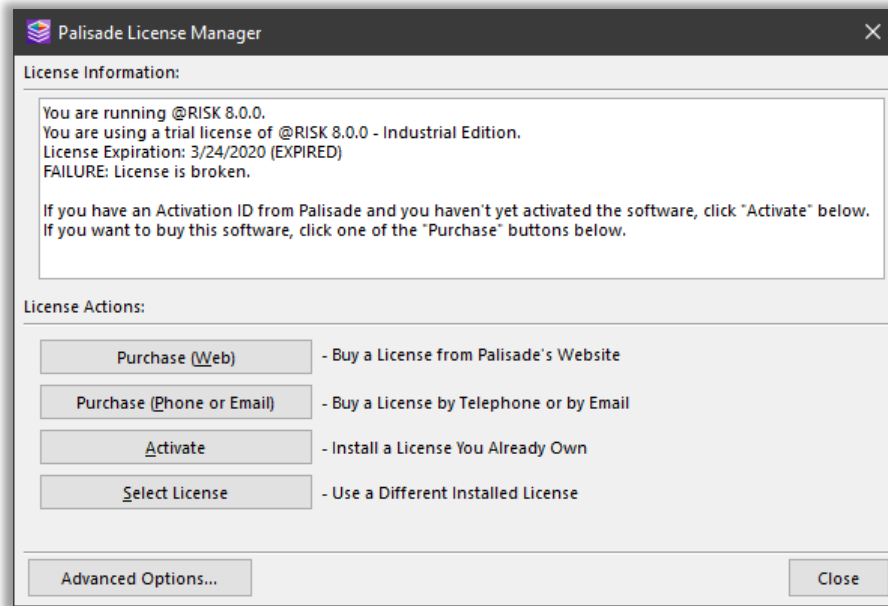 Palisade License Manager
License Information:
You are running @RISK 8.0.0.
You are using a trial license of @RISK 8.0.0 - Industrial Edition.
License Expiration: 3/24/2020 (EXPIRED)
FAILURE: License is broken.
If you have an Activation ID from Palisade and you haven't yet activated the software, click "Activate" below.
If you want to buy this software, click one of the "Purchase" buttons below.
License Actions:
Purchase (Web) - Buy a License from Palisade's Website
Purchase (Phone or Email) - Buy a License by Telephone or by Email
Activate - Install a License You Already Own
Select License - Use a Different Installed License
Advanced Options... Close